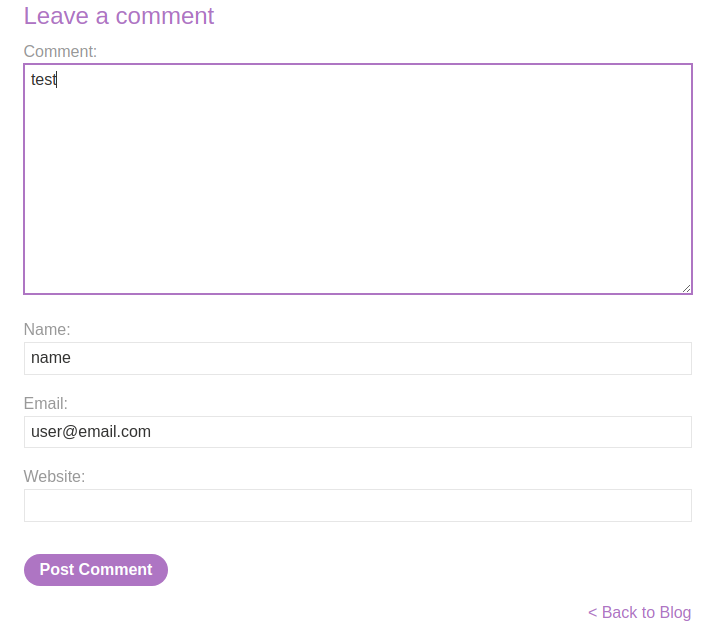 Leave a comment
Comment:
test
Name:
name
Email:
user@email.com
Website:
Post Comment
< Back to Blog